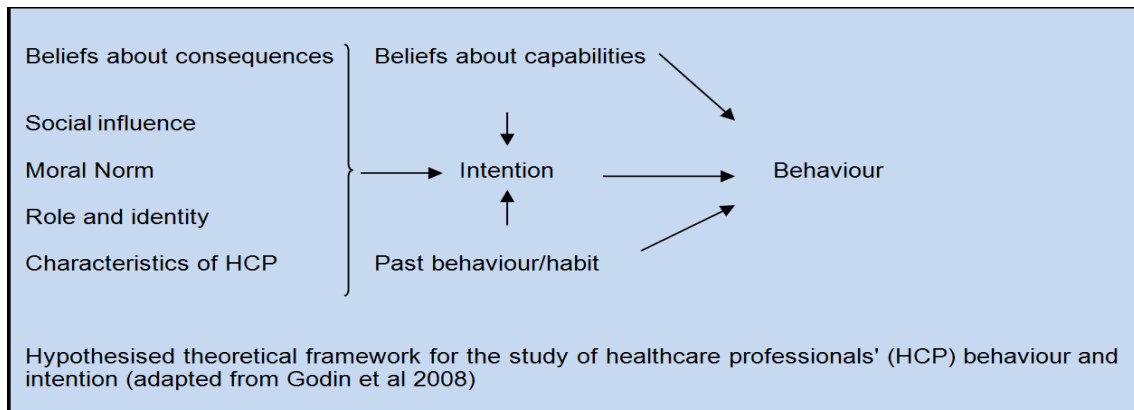 Beliefs about consequences
Beliefs about capabilities
Social influence
Moral Norm
Intention
Behaviour
Role and identity
Characteristics of HCP
Past behaviour/habit
Hypothesised theoretical framework for the study of healthcare professionals' (HCP) behaviour and
intention (adapted from Godin et al 2008)